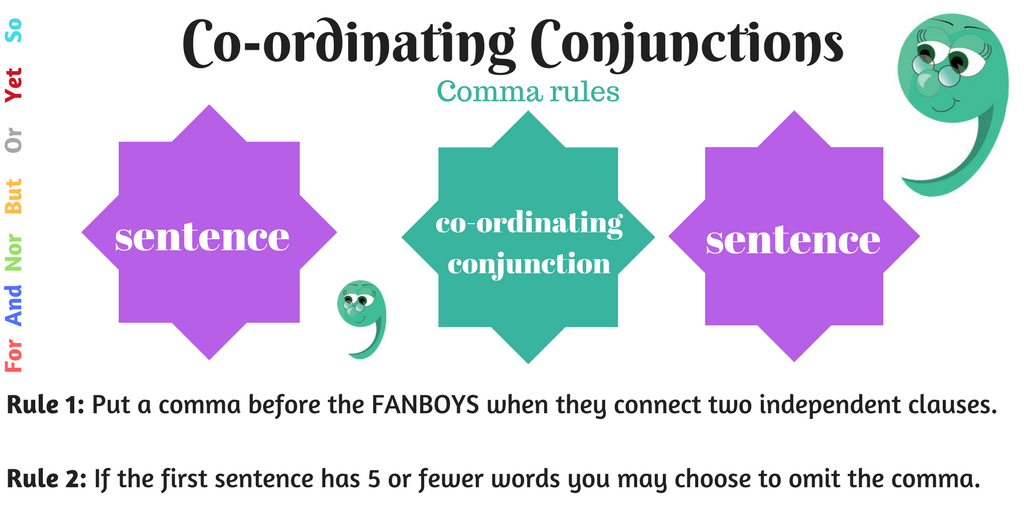 Co-ordinating Conjunctions
Comma rules
For And Nor But Or Yet So
sentence
co-ordinating
conjunction
sentence
Rule 1: Put a comma before the FANBOYS when they connect two independent clauses.
Rule 2: If the first sentence has 5 or fewer words you may choose to omit the comma.